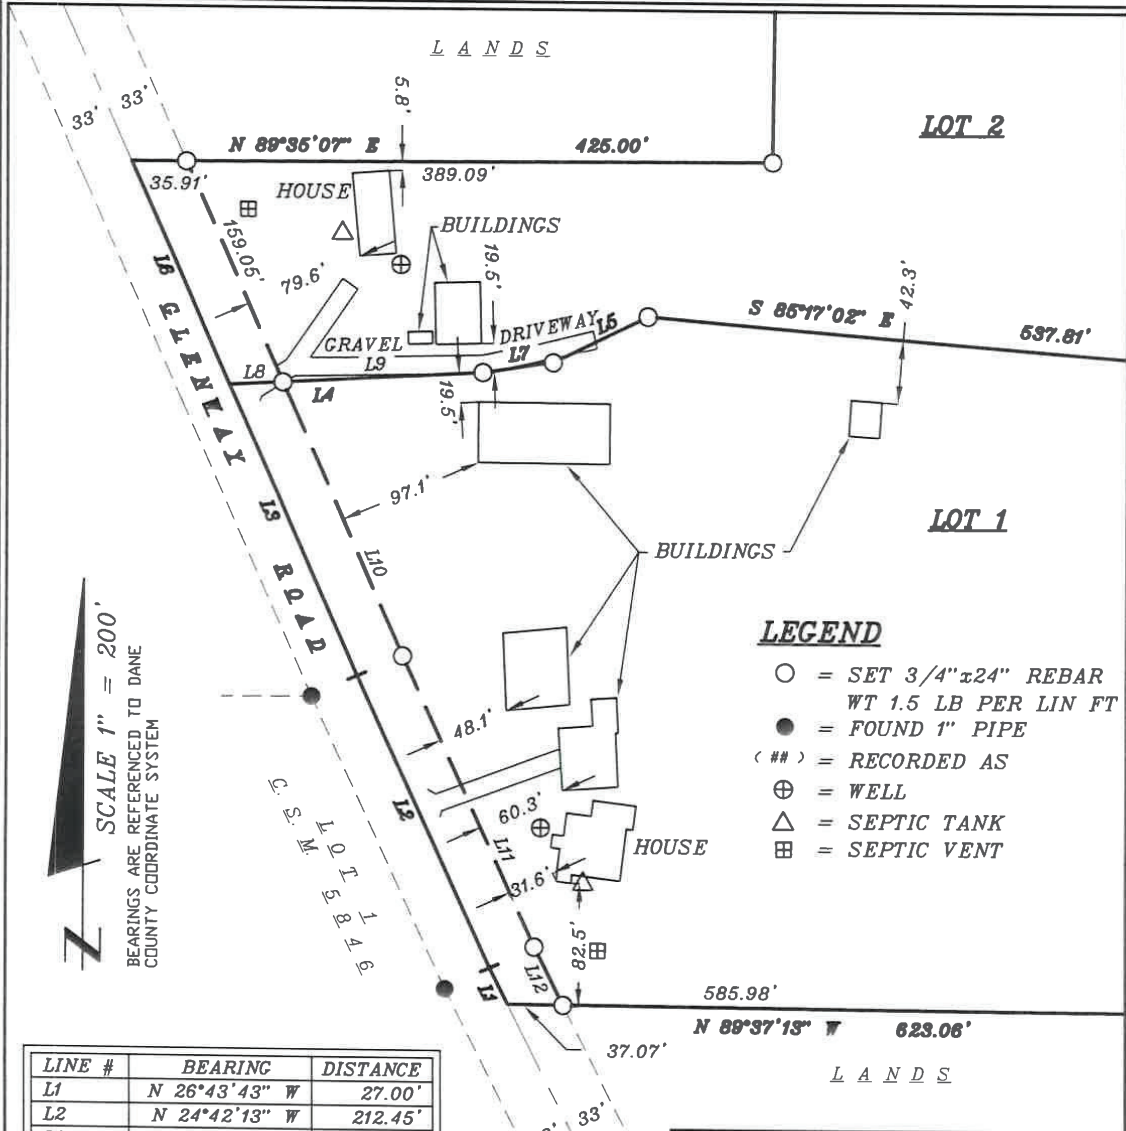 L A N D S
33'
33'
5.8'
N 89°35'07" E
425.00'
LOT 2
35.91'
389.09'
HOUSE
159.05'
BUILDINGS
79.6'
19.5'
L6
42.3'
S 85°17'02" E
537.81'
GRAVEL
DRIVEWAY
L5
L7
L8
L9
L4
19.5'
GLENWAY ROAD
97.1'
L3
LOT 1
L10
BUILDINGS
SCALE 1" = 200'
BEARINGS ARE REFERENCED TO DANE
COUNTY COORDINATE SYSTEM
LEGEND
= SET 3/4"x24" REBAR
WT 1.5 LB PER LIN FT
= FOUND 1" PIPE
( ## ) = RECORDED AS
= WELL
= SEPTIC TANK
= SEPTIC VENT
48.1'
L2
60.3'
L11
HOUSE
31.6'
LOT 1
C. S. M. 5846
82.5'
L12
L1
585.98'
N 89°37'13" W
623.06'
37.07'
L A N D S
33'
LINE # BEARING DISTANCE
L1 N 26°43'43" W 27.00'
L2 N 24°42'13" W 212.45'